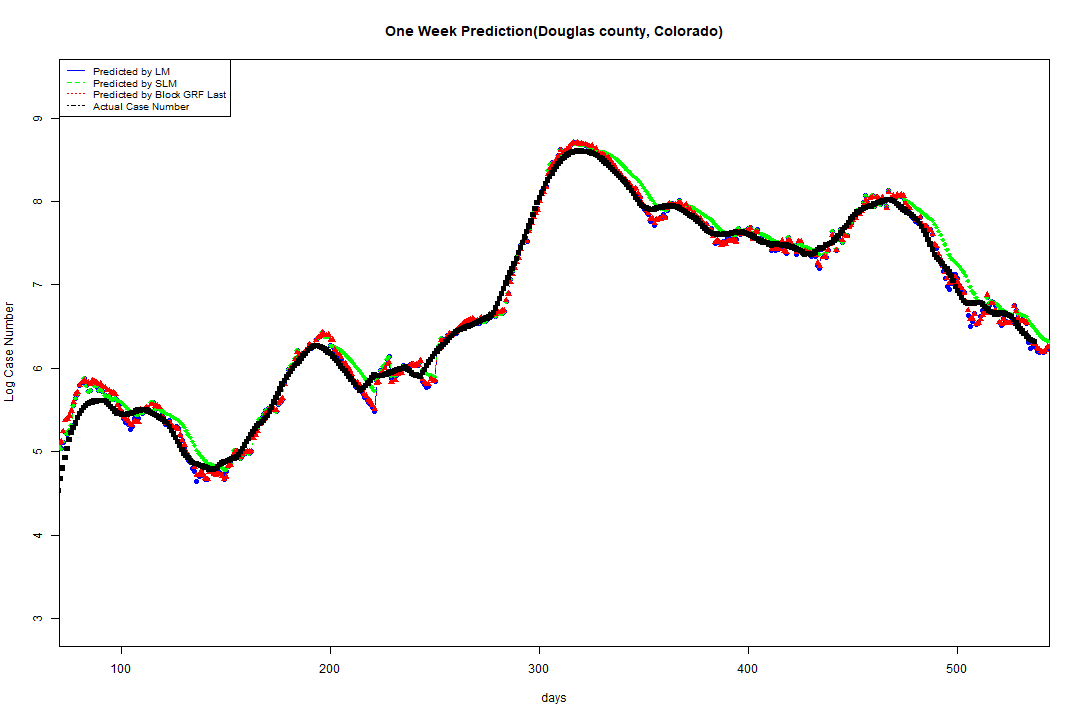 One Week Prediction(Douglas county, Colorado)
Predicted by LM
Predicted by SLM
Predicted by Block GRF Last
Actual Case Number
9
8
7
6
5
4
3
Log Case Number
100 200 300 400 500
days